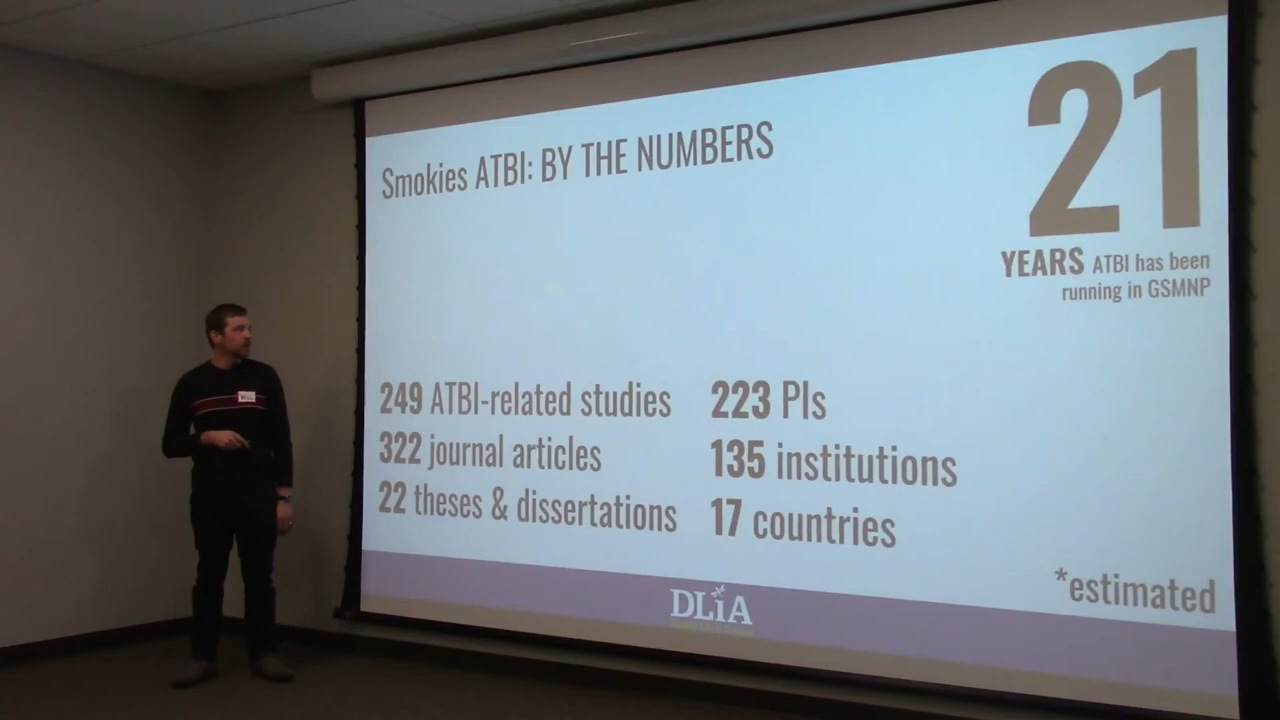 Smokies ATBI: BY THE NUMBERS
21
YEARS ATBI has been
running in GSMNP
249 ATBI-related studies
322 journal articles
22 theses & dissertations
223 PIs
135 institutions
17 countries
*estimated
DLiA